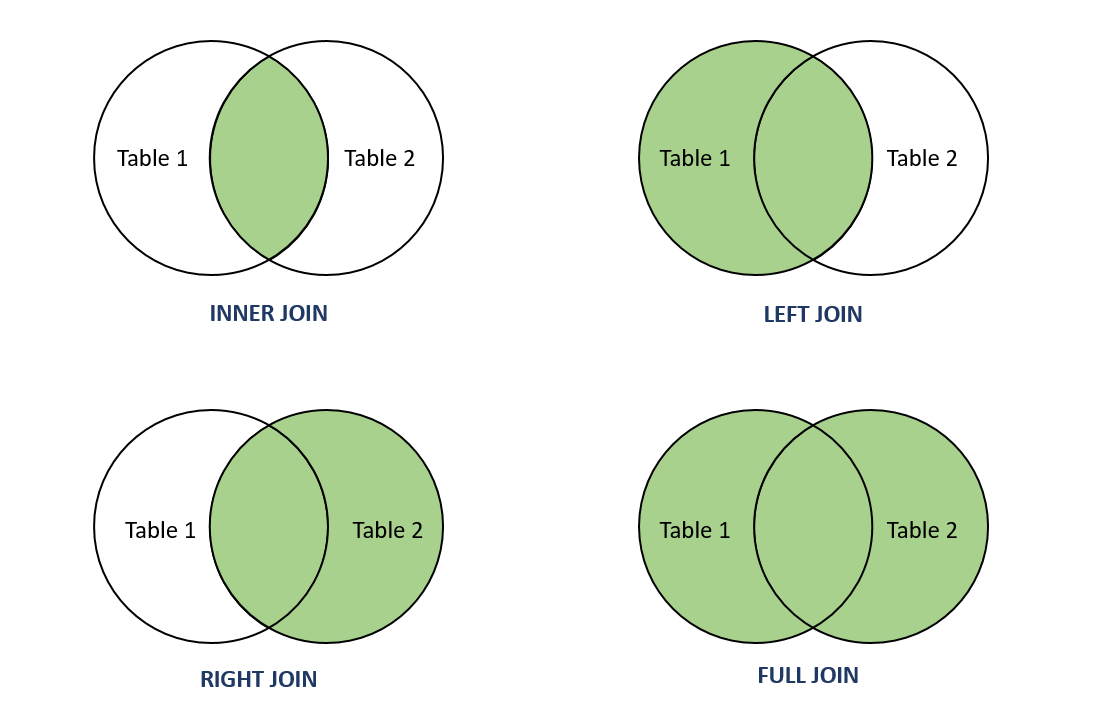 Table 1
Table 2
Table 1
Table 2
INNER JOIN
LEFT JOIN
Table 1
Table 2
Table 1
Table 2
RIGHT JOIN
FULL JOIN